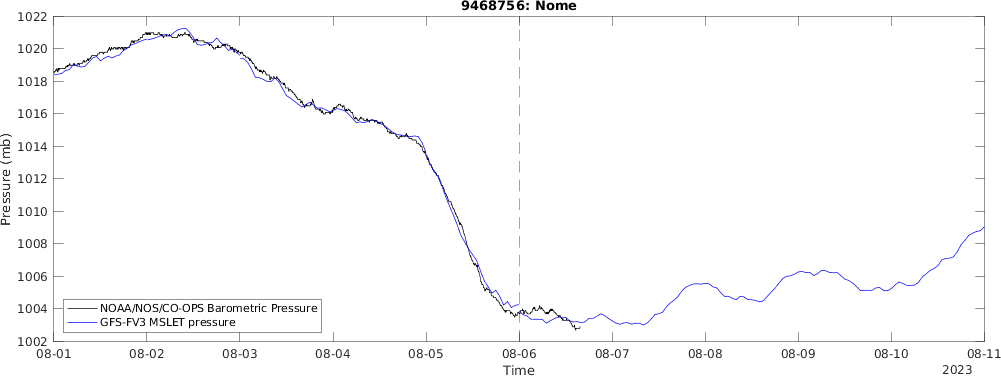 9468756: Nome
1022
1020
1018
1016
1014
1012
1010
1008
1006
1004
1002
Pressure (mb)
NOAA/NOS/CO-OPS Barometric Pressure
GFS-FV3 MSLET pressure
08-01 08-02 08-03 08-04 08-05 08-06 08-07 08-08 08-09 08-10 08-11
Time
2023